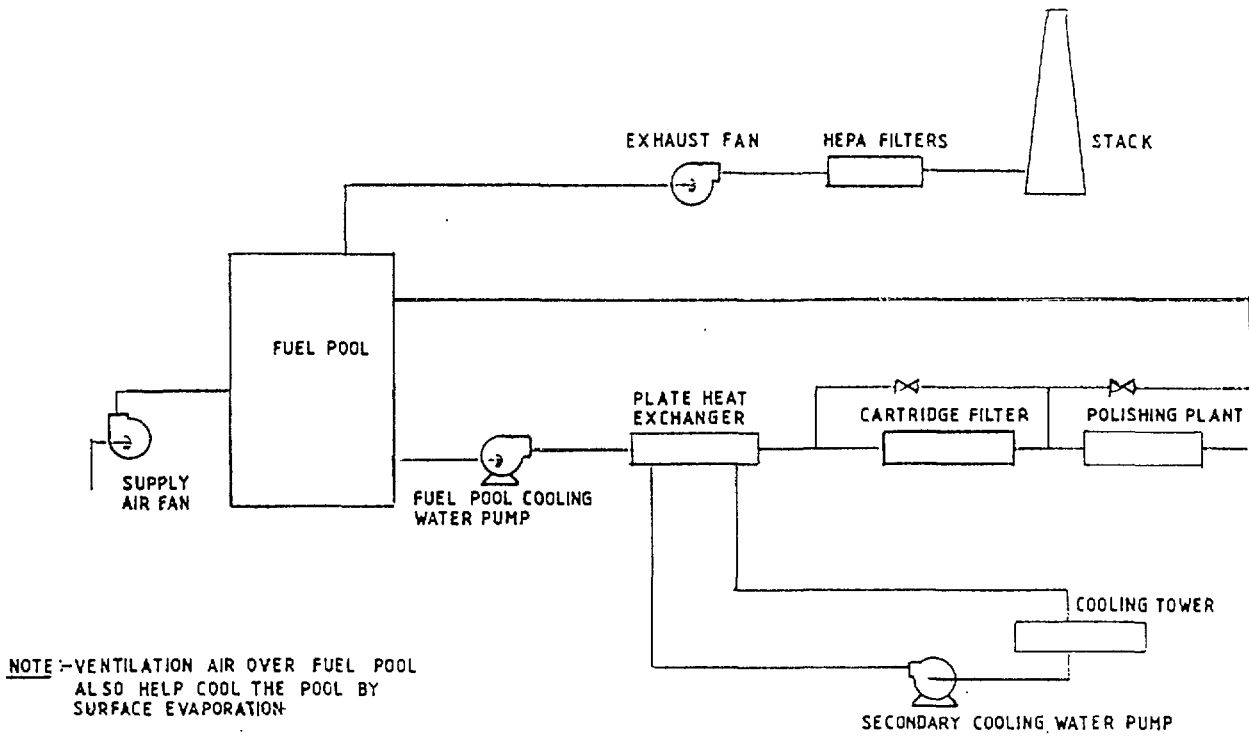 EXHAUST FAN
HEPA FILTERS
STACK
FUEL POOL
SUPPLY
AIR FAN
FUEL POOL COOLING
WATER PUMP
PLATE HEAT
EXCHANGER
CARTRIDGE FILTER
POLISHING PLANT
COOLING TOWER
SECONDARY COOLING WATER PUMP
NOTE :-VENTILATION AIR OVER FUEL POOL
ALSO HELP COOL THE POOL BY
SURFACE EVAPORATION